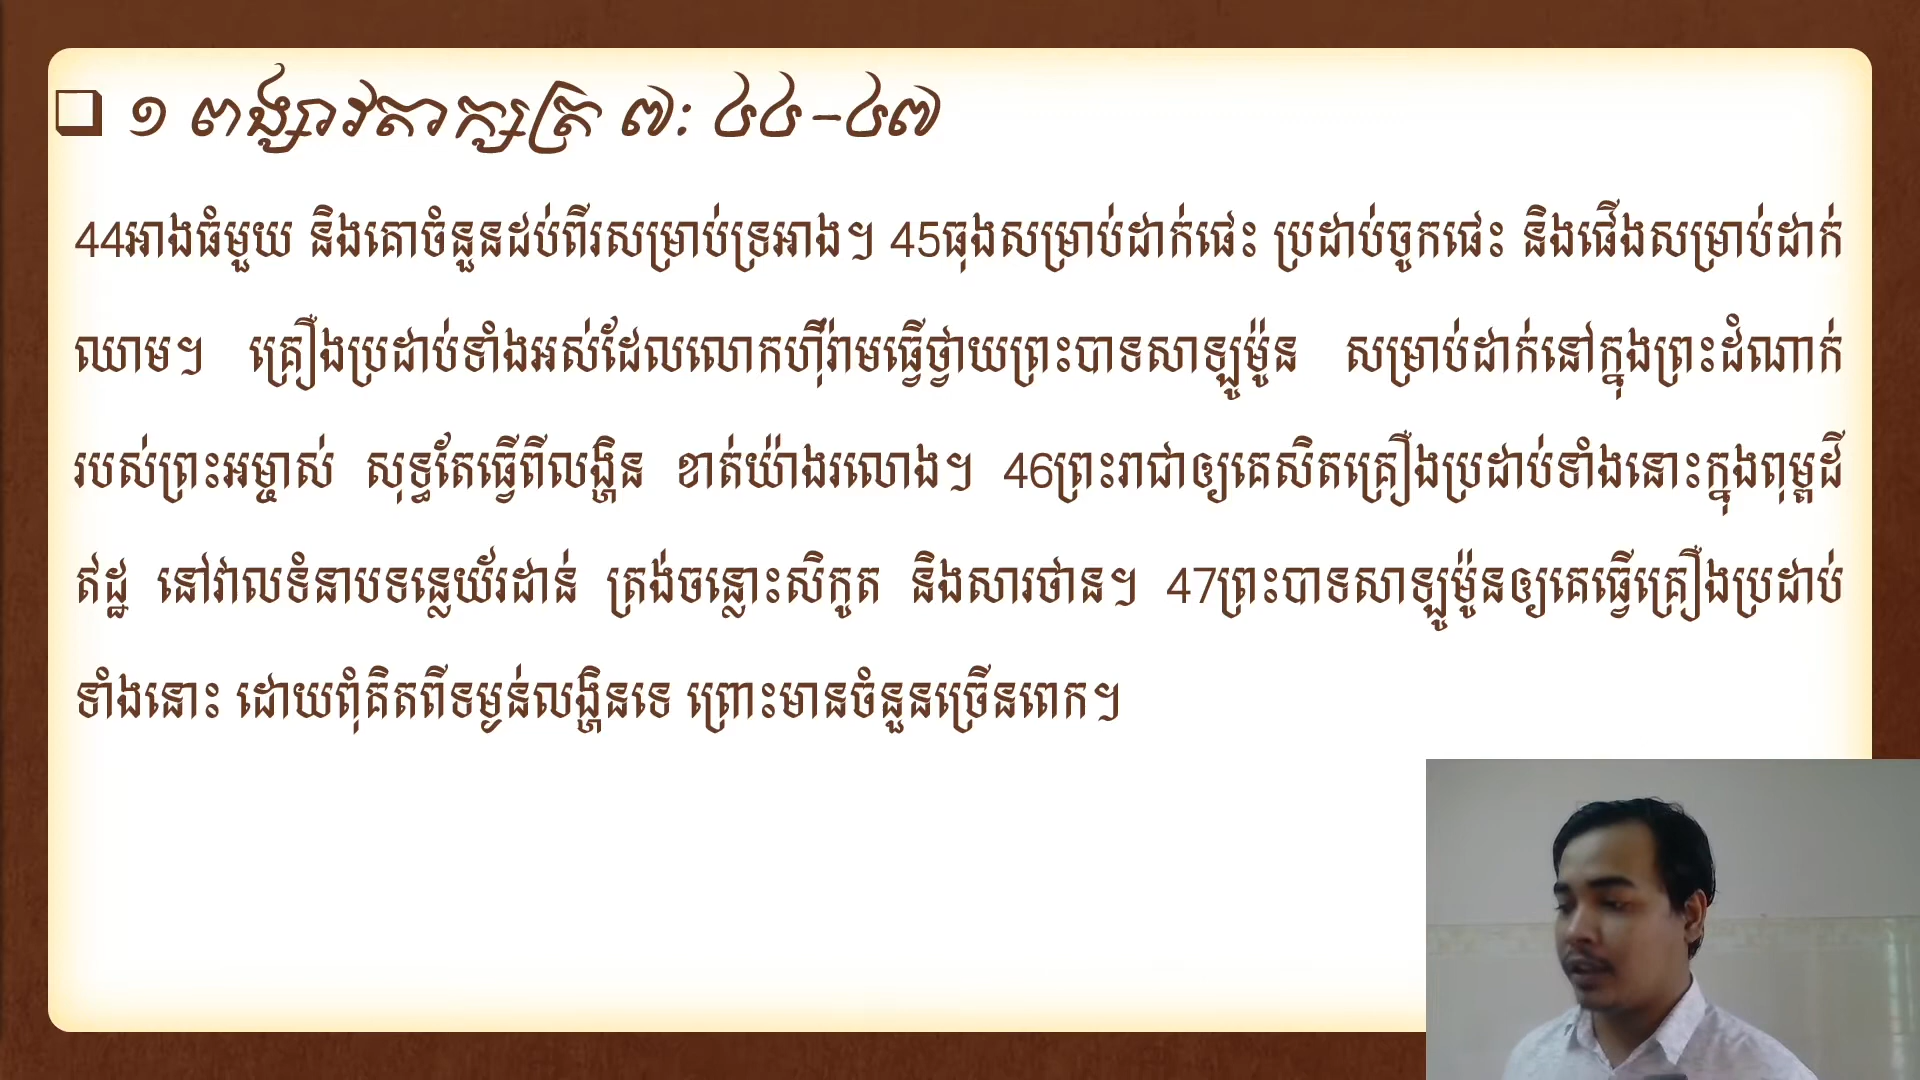 ❑ ១ ពង្សាវតាក្សត្រ ៧: ៤៤-៤៧
44អាងធំមួយ និងគោចំនួនដប់ពីរសម្រាប់ទ្រអាង។ 45ធុងសម្រាប់ដាក់ផេះ ប្រដាប់ចូកផេះ និងផើងសម្រាប់ដាក់
ឈាម។ គ្រឿងប្រដាប់ទាំងអស់ដែលលោកហ៊ីរ៉ាមធ្វើថ្វាយព្រះបាទសាឡូម៉ូន សម្រាប់ដាក់នៅក្នុងព្រះដំណាក់
របស់ព្រះអម្ចាស់ សុទ្ធតែធ្វើពីលង្ហិន ខាត់យ៉ាងរលោង។ 46ព្រះរាជាឲ្យគេសិតគ្រឿងប្រដាប់ទាំងនោះក្នុងពុម្ពដី
ឥដ្ឋ នៅវាលទំនាបទន្លេយ័រដាន់ ត្រង់ចន្លោះសិកូត និងសារថាន។ 47ព្រះបាទសាឡូម៉ូនឲ្យគេធ្វើគ្រឿងប្រដាប់
ទាំងនោះ ដោយពុំគិតពីទម្ងន់លង្ហិនទេ ព្រោះមានចំនួនច្រើនពេក។